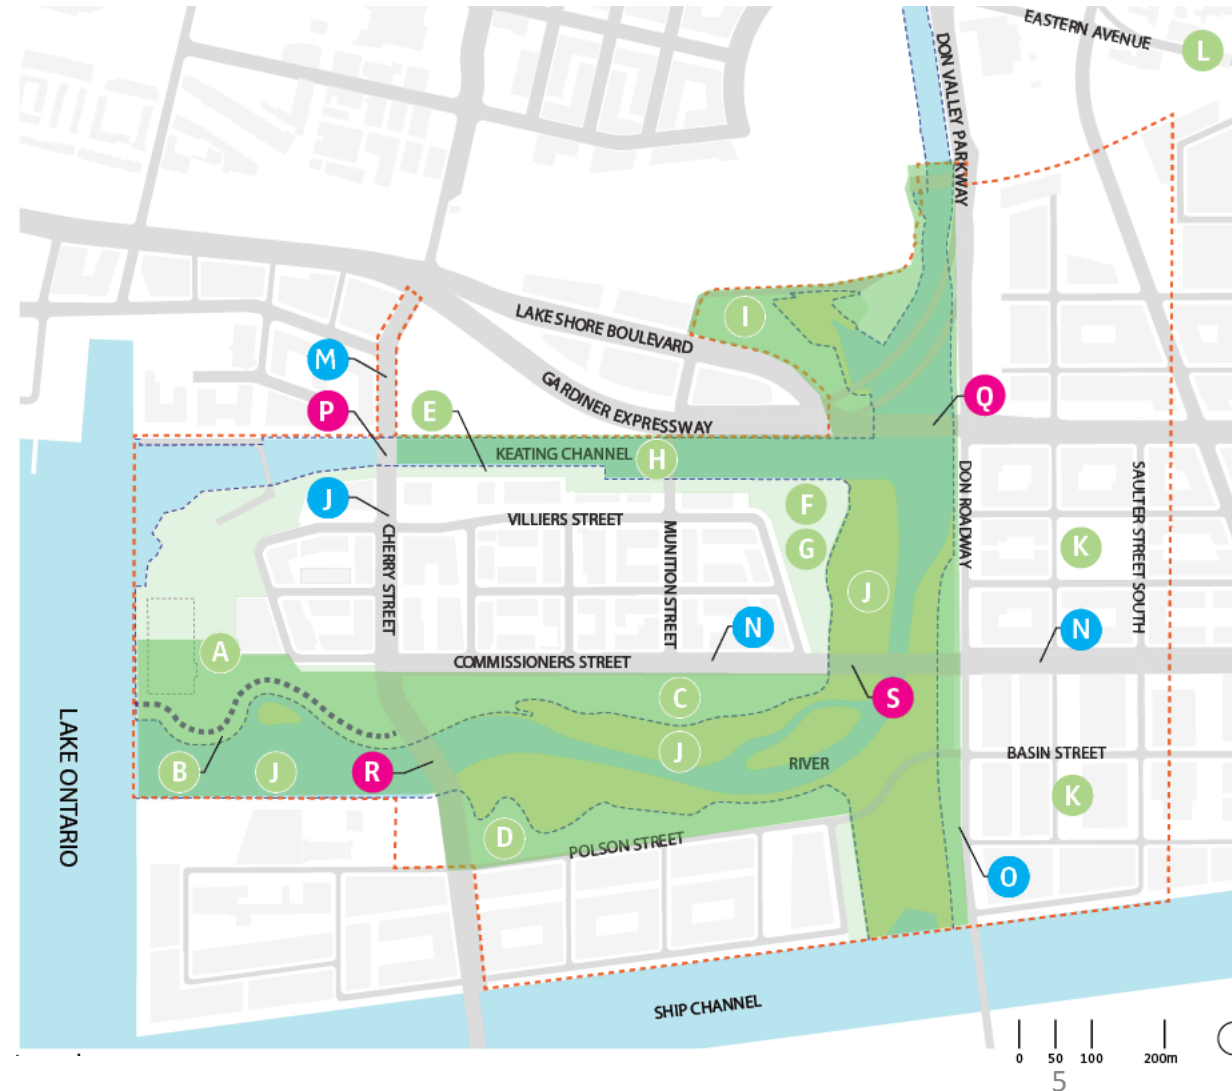 EASTERN AVENUE
L
DON VALLEY PARKWAY
I
LAKE SHORE BOULEVARD
M
GARDINER EXPRESSWAY
P
E
Q
KEATING CHANNEL
H
J
F
VILLIERS STREET
G
K
CHERRY STREET
MUNITION STREET
DON ROADWAY
SAULTER STREET SOUTH
J
N
N
A
COMMISSIONERS STREET
C
S
LAKE ONTARIO
B
J
R
J
RIVER
BASIN STREET
K
D
POLSON STREET
O
SHIP CHANNEL
0 50 100 200m
5